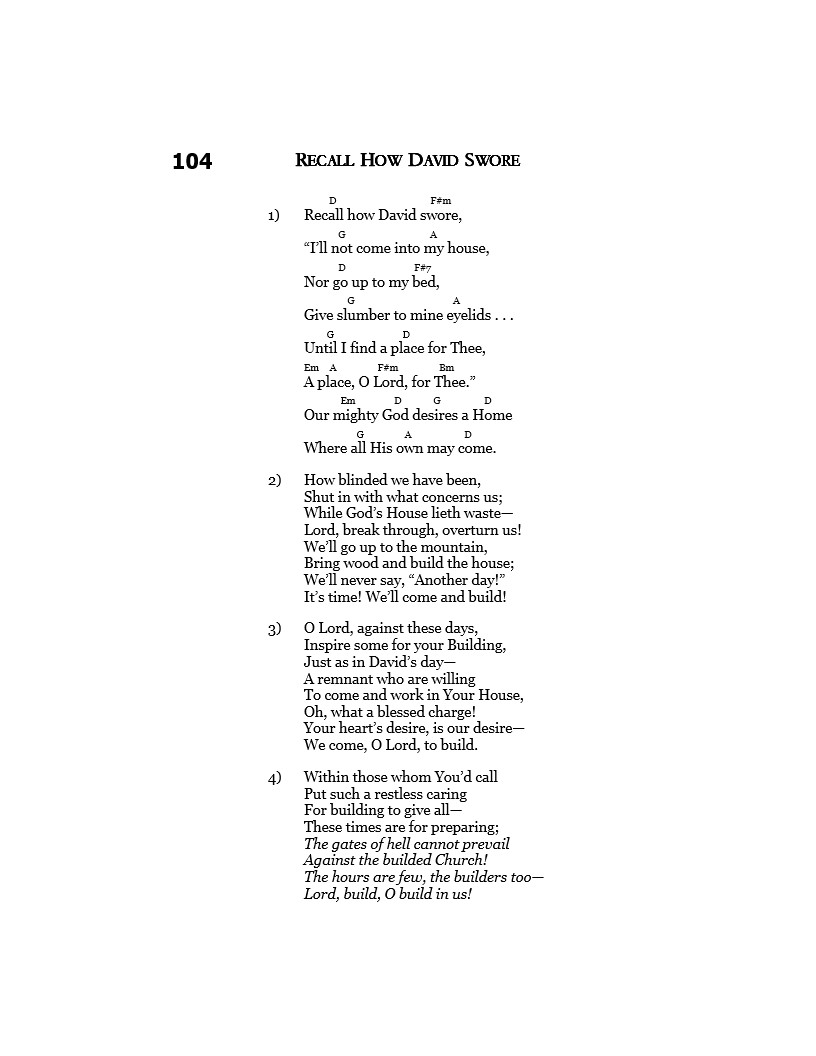 104 RECALL HOW DAVID SWORE
D F#m
1) Recall how David swore,
G A
“I’ll not come into my house,
D F#7
Nor go up to my bed,
G A
Give slumber to mine eyelids . . .
G D
Until I find a place for Thee,
Em A F#m Bm
A place, O Lord, for Thee.”
Em D G D
Our mighty God desires a Home
G A D
Where all His own may come.
2) How blinded we have been,
Shut in with what concerns us;
While God’s House lieth waste—
Lord, break through, overturn us!
We’ll go up to the mountain,
Bring wood and build the house;
We’ll never say, “Another day!”
It’s time! We’ll come and build!
3) O Lord, against these days,
Inspire some for your Building,
Just as in David’s day—
A remnant who are willing
To come and work in Your House,
Oh, what a blessed charge!
Your heart’s desire, is our desire—
We come, O Lord, to build.
4) Within those whom You’d call
Put such a restless caring
For building to give all—
These times are for preparing;
The gates of hell cannot prevail
Against the builded Church!
The hours are few, the builders too—
Lord, build, O build in us!